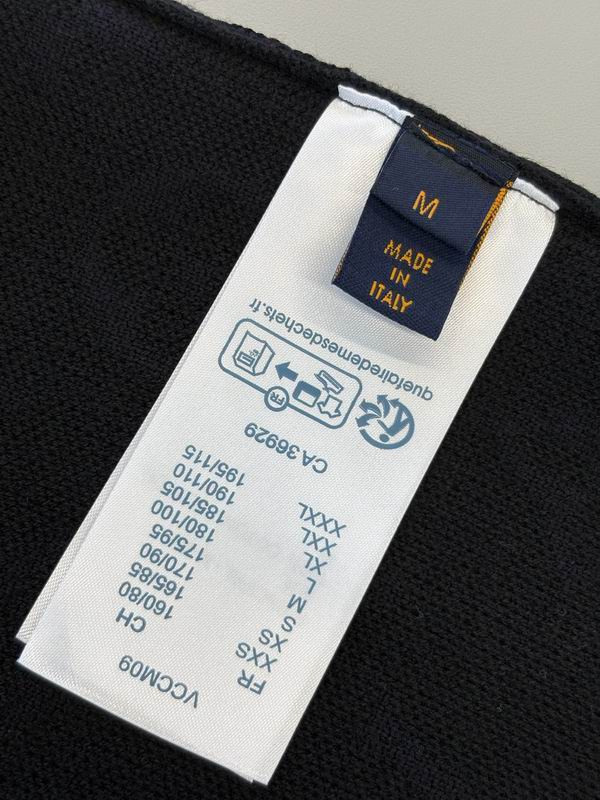 M
MADE
IN
ITALY
VCCM09
FR CH
XXS 160/80
XS 165/85
S 170/90
M 175/95
L 180/100
XL 185/105
XXL 190/110
XXXL 195/115
CA 36929
FR
quefairedemesdechets.fr